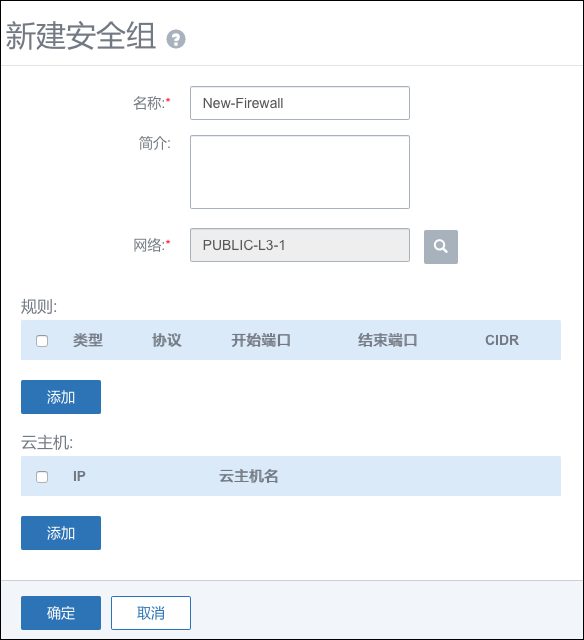 新建安全组 ?
名称:* New-Firewall
简介:
网络:* PUBLIC-L3-1
规则:
类型 协议 开始端口 结束端口 CIDR
添加
云主机:
IP 云主机名
添加
确定 取消